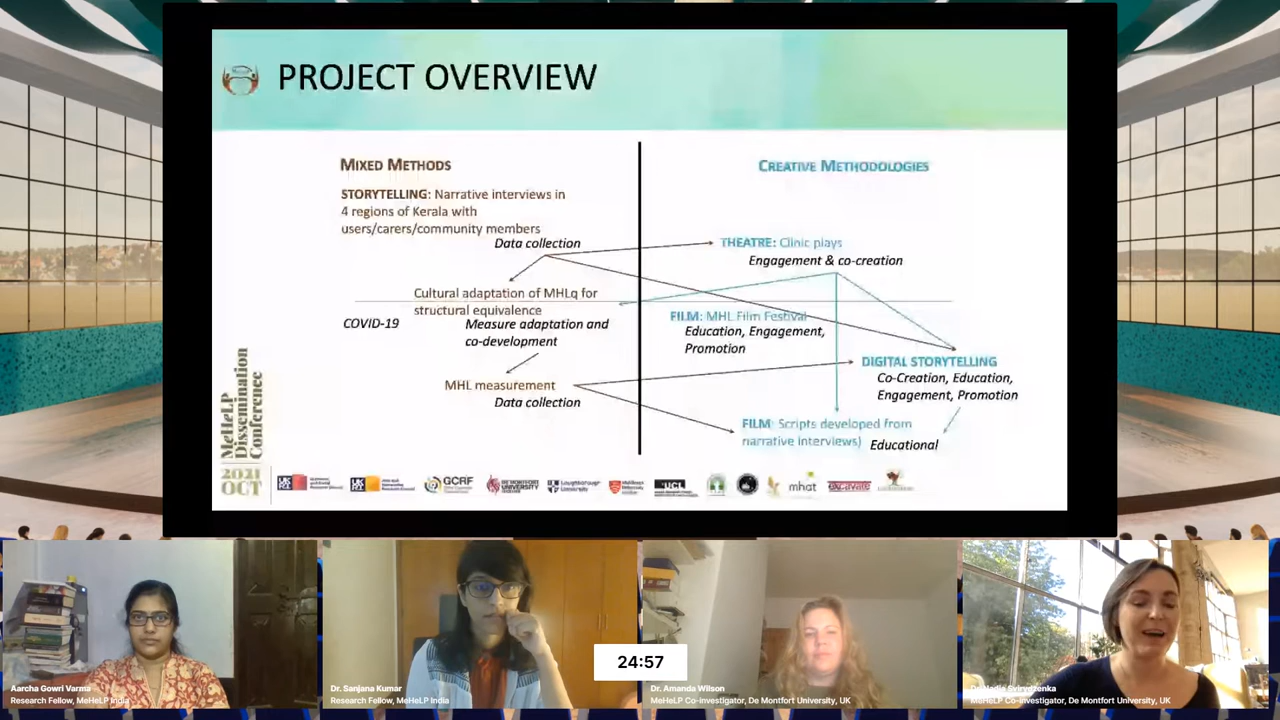 PROJECT OVERVIEW
MIXED METHODS
CREATIVE METHODOLOGIES
STORYTELLING: Narrative interviews in
4 regions of Kerala with
users/carers/community members
Data collection
THEATRE: Clinic plays
Engagement & co-creation
Cultural adaptation of MHLq for
structural equivalence
COVID-19
Measure adaptation and
co-development
FILM: MHL Film Festival
Education, Engagement,
Promotion
DIGITAL STORYTELLING
Co-Creation, Education,
Engagement, Promotion
MHL measurement
Data collection
FILM: Scripts developed from
narrative interviews)
Educational
MeHeLP
Dissemination
Conference
2021
OCT
GCRF
DE MONTFORT
UNIVERSITY
Loughborough
University
UCL
mhat
24:57
Aarcha Gowri Varma
Research Fellow, MeHeLP India
Dr. Sanjana Kumar
Research Fellow, MeHeLP India
Dr. Amanda Wilson
MeHeLP Co-Investigator, De Montfort University, UK
MeHeLP Co-Investigator, De Montfort University, UK